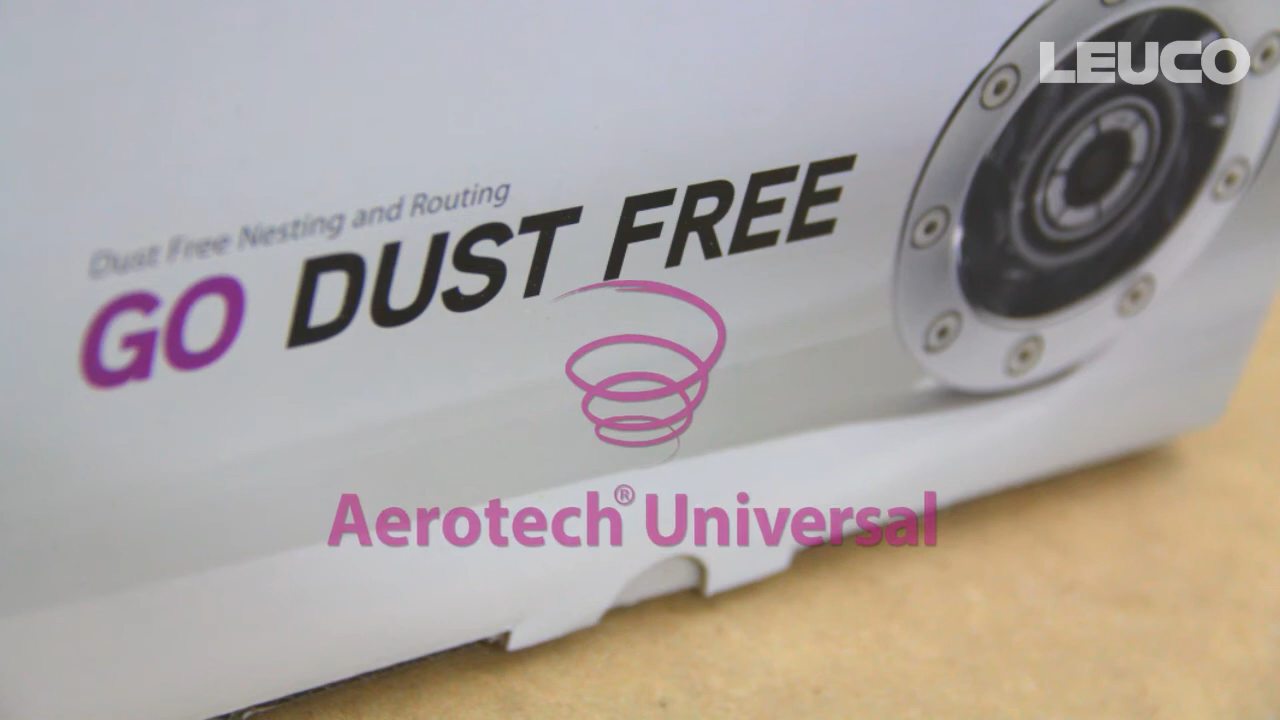 LEUCO
Dust Free Nesting and Routing
GO DUST FREE
Aerotech® Universal